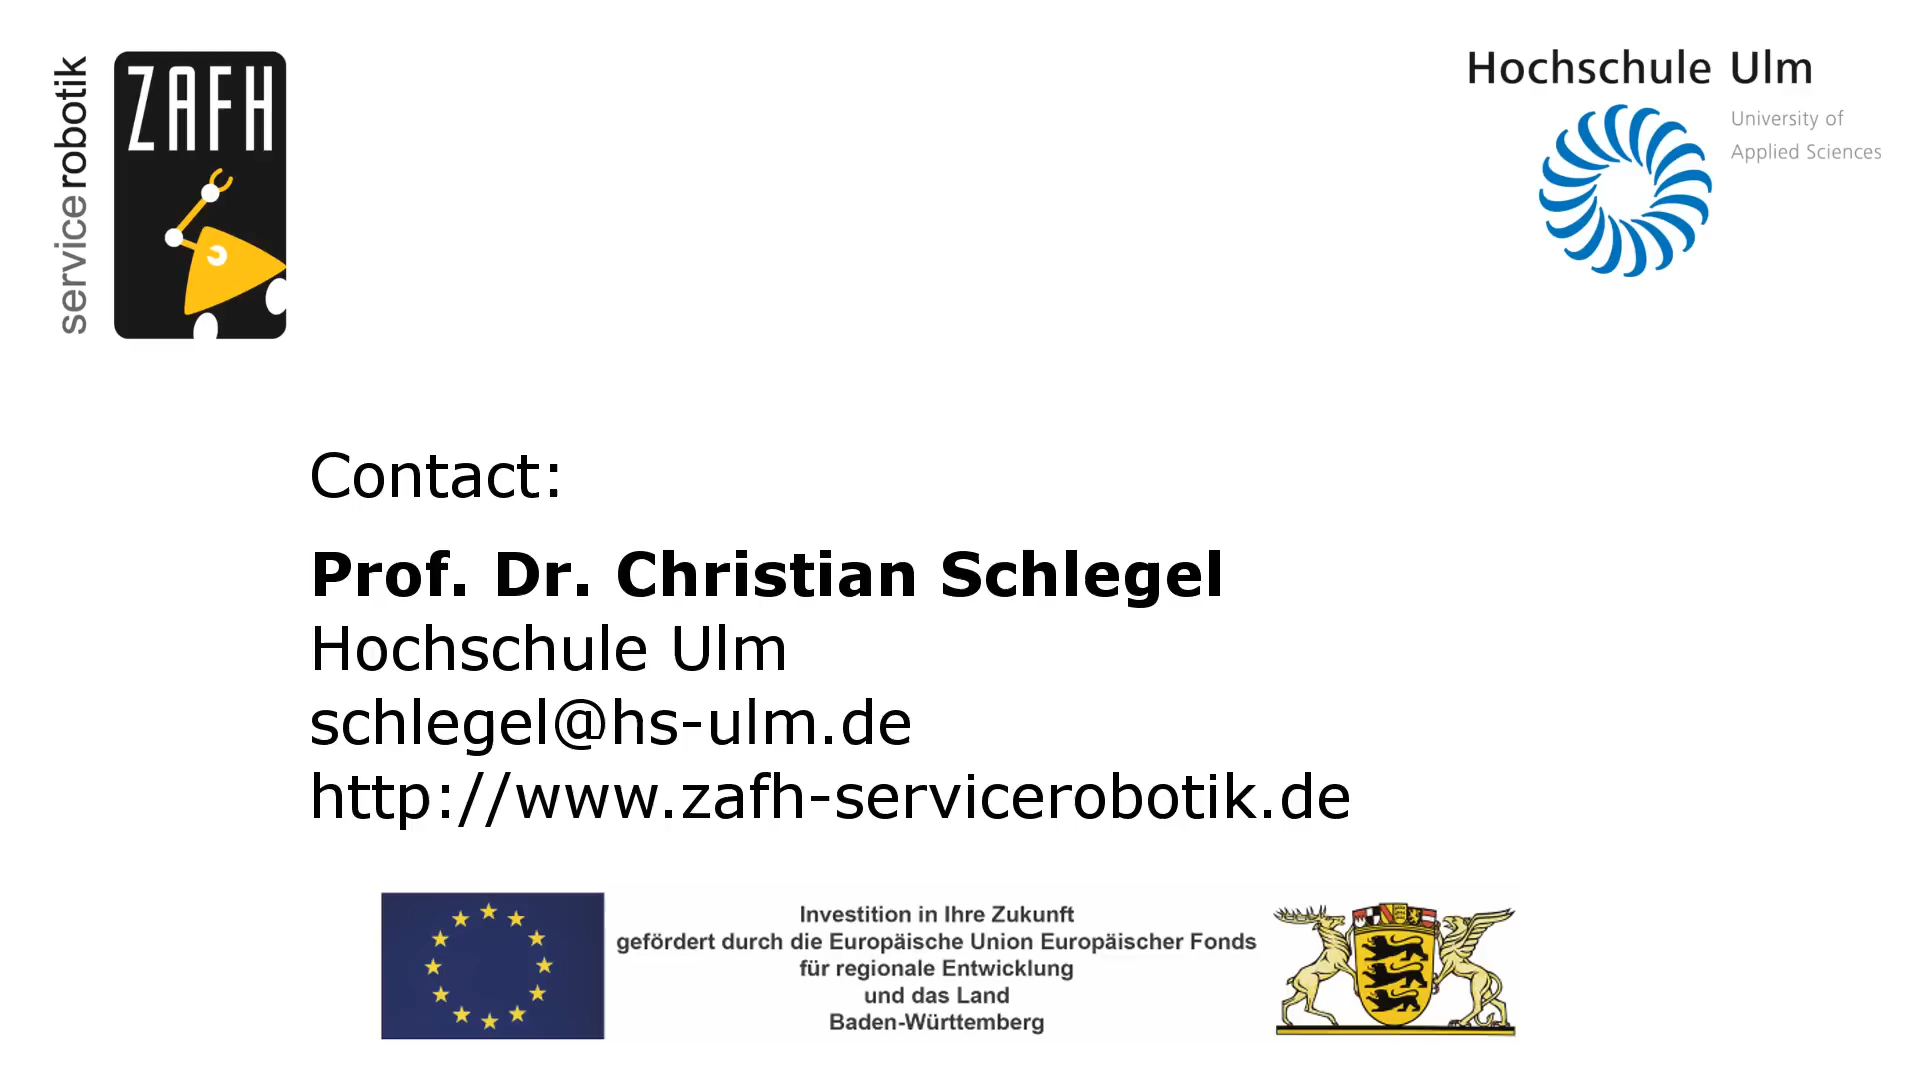 servicerobotik
ZAFH
Hochschule Ulm
University of
Applied Sciences
Contact:
Prof. Dr. Christian Schlegel
Hochschule Ulm
schlegel@hs-ulm.de
http://www.zafh-servicerobotik.de
Investition in Ihre Zukunft
gefördert durch die Europäische Union Europäischer Fonds
für regionale Entwicklung
und das Land
Baden-Württemberg